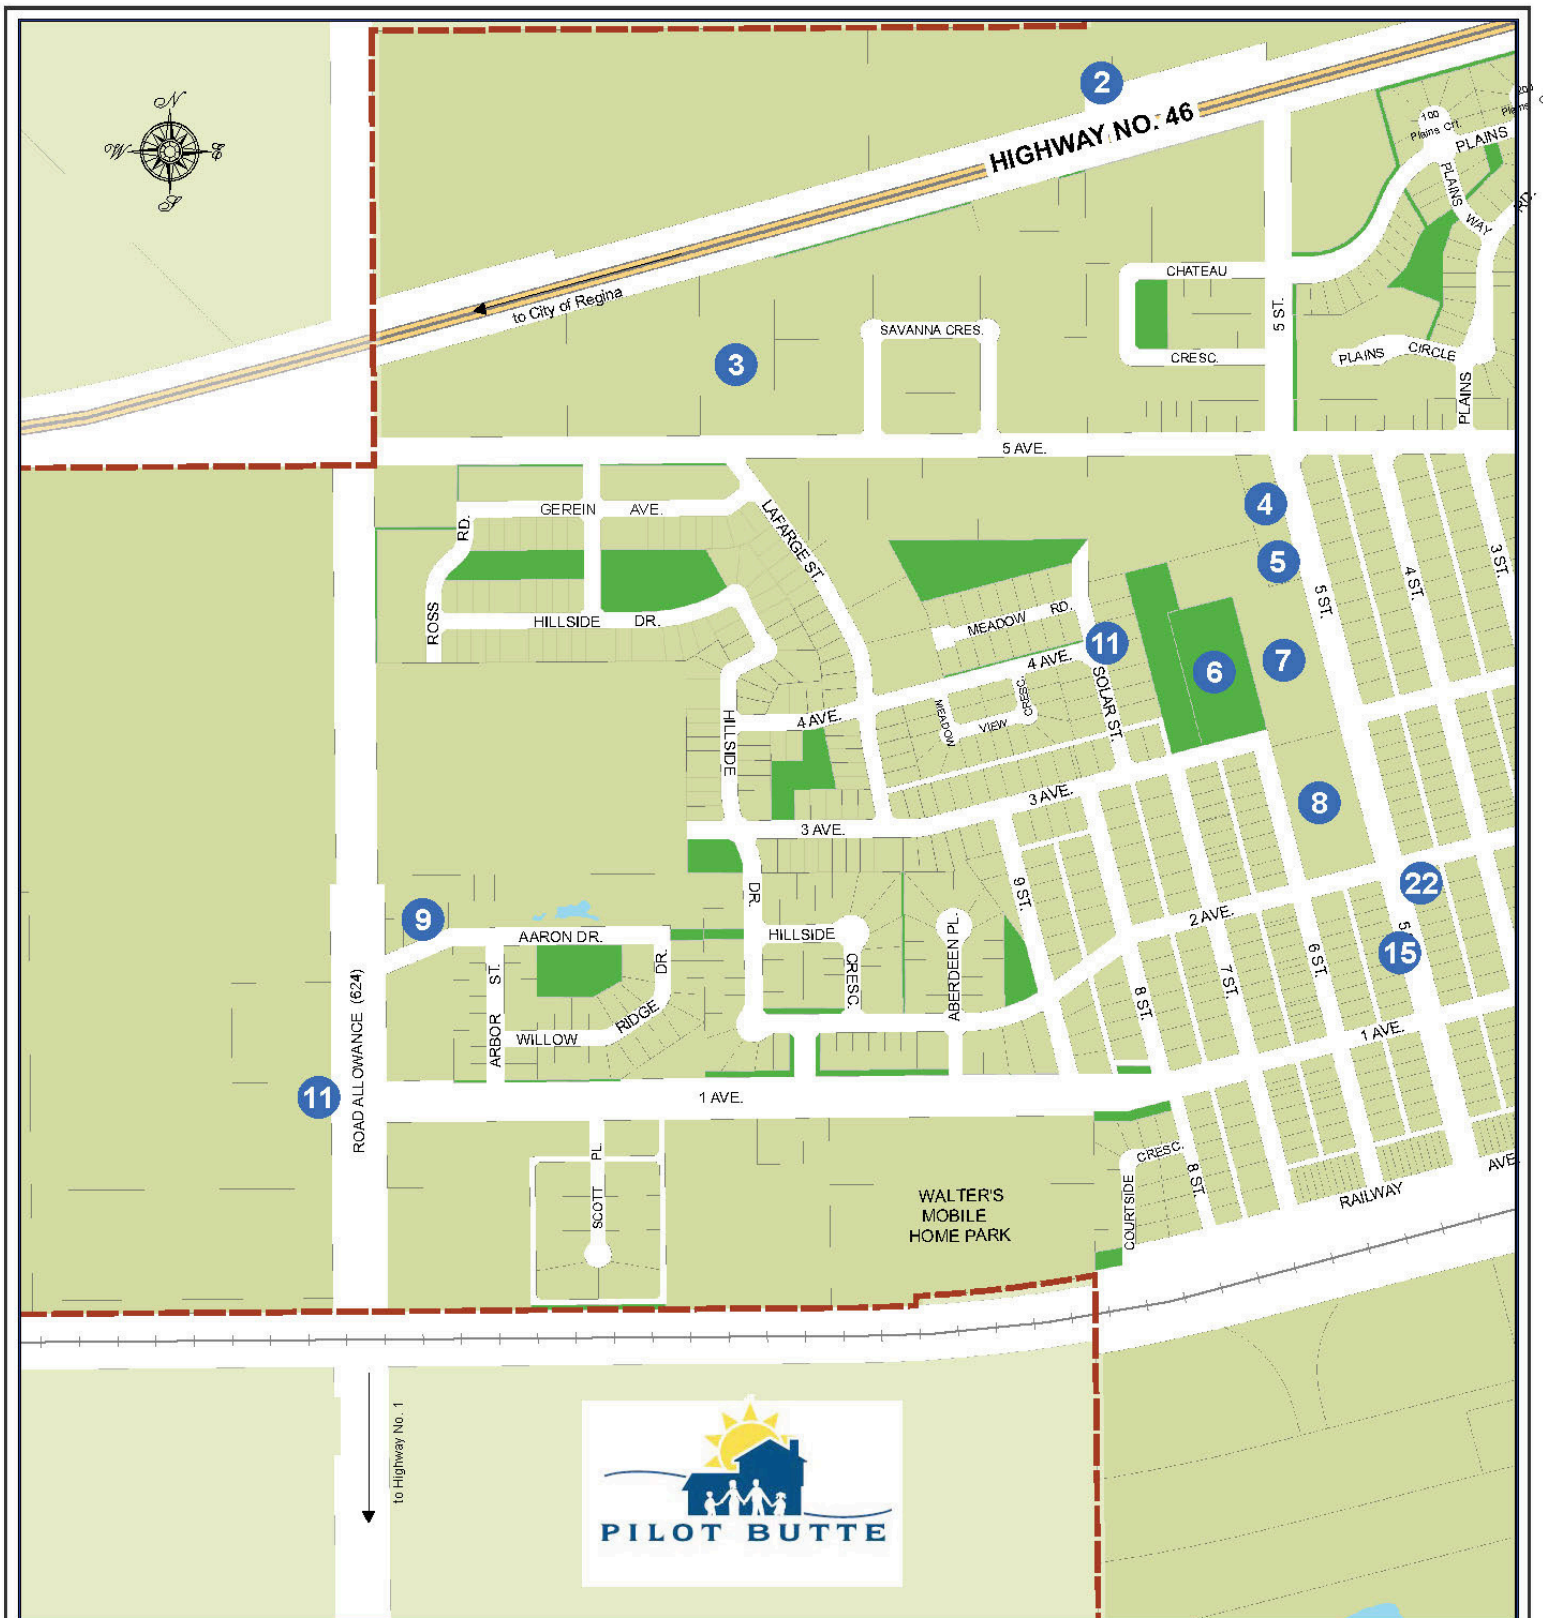 N
W
E
S
2
HIGHWAY NO. 46
to City of Regina
100
Plains Crt.
PLAINS
PLAINS
WAY
RD.
CHATEAU
CRESC.
5 ST.
SAVANNA CRES.
3
PLAINS
CIRCLE
PLAINS
5 AVE.
GEREIN
AVE.
RD.
ROSS
LAFARGE ST.
HILLSIDE
DR.
4
5
5 ST.
4 ST.
3 ST.
MEADOW
RD.
11
6
7
4 AVE.
SOLAR ST.
MEADOW
VIEW
CRESC.
4 AVE.
HILLSIDE
3 AVE.
3 AVE.
8
DR.
9 ST.
22
2 AVE.
9
AARON DR.
HILLSIDE
CRESC.
ABERDEEN PL.
15
5
ARBOR
ST.
WILLOW
RIDGE
DR.
8 ST.
7 ST.
6 ST.
1 AVE.
11
ROAD ALLOWANCE (624)
1 AVE.
SCOTT
PL.
WALTER'S
MOBILE
HOME PARK
COURTSIDE
CRESC.
8 ST.
RAILWAY
AVE.
to Highway No. 1
PILOT BUTTE